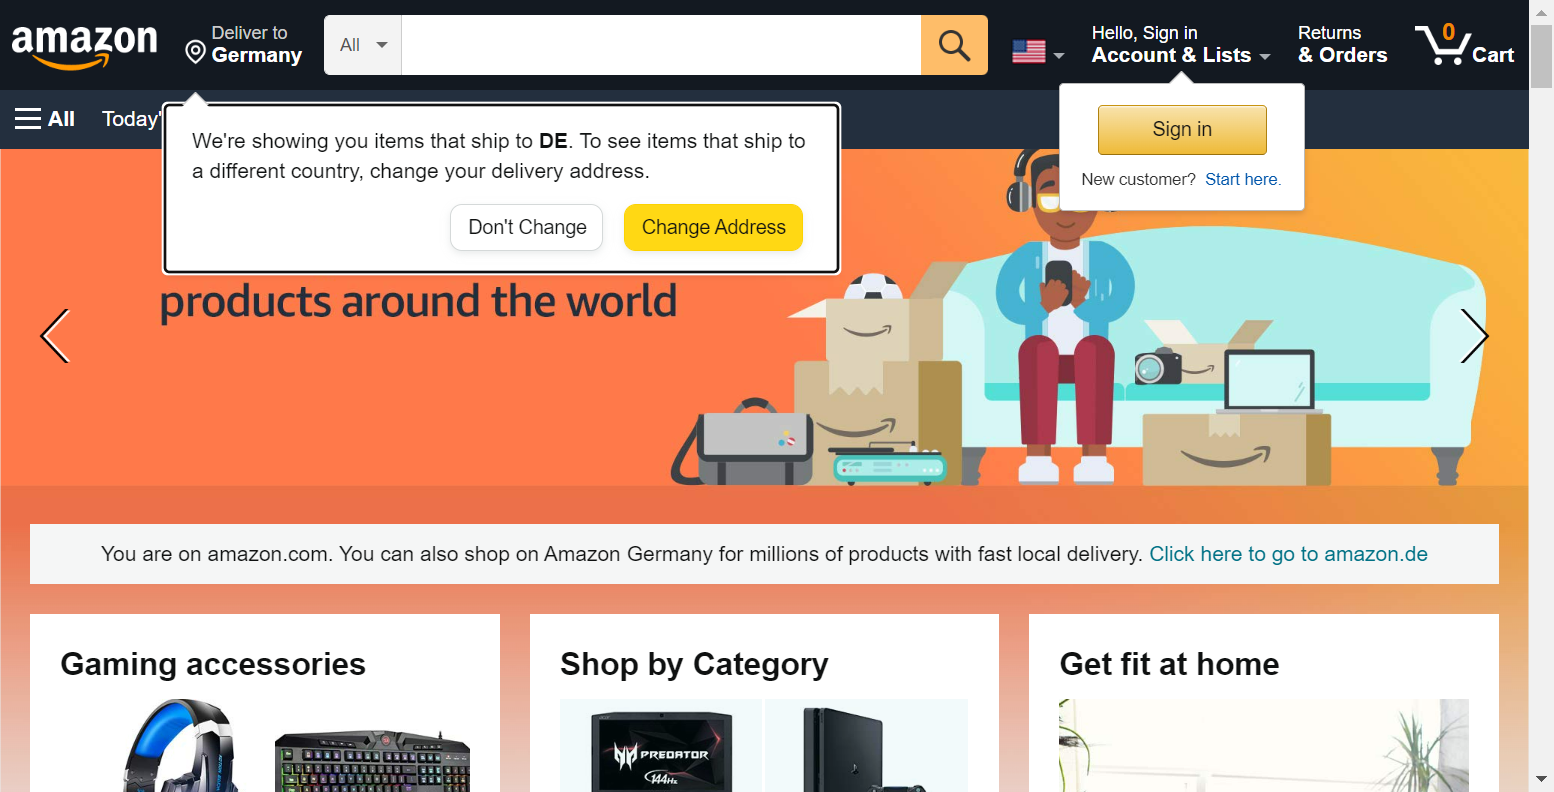 amazon
Deliver to
Germany
All
Hello, Sign in
Account & Lists
Returns
& Orders
0
Cart
All
Today'
We're showing you items that ship to DE. To see items that ship to
a different country, change your delivery address.
Don't Change
Change Address
Sign in
New customer? Start here.
products around the world
You are on amazon.com. You can also shop on Amazon Germany for millions of products with fast local delivery. Click here to go to amazon.de
Gaming accessories
Shop by Category
Get fit at home
acer
PREDATOR
144Hz